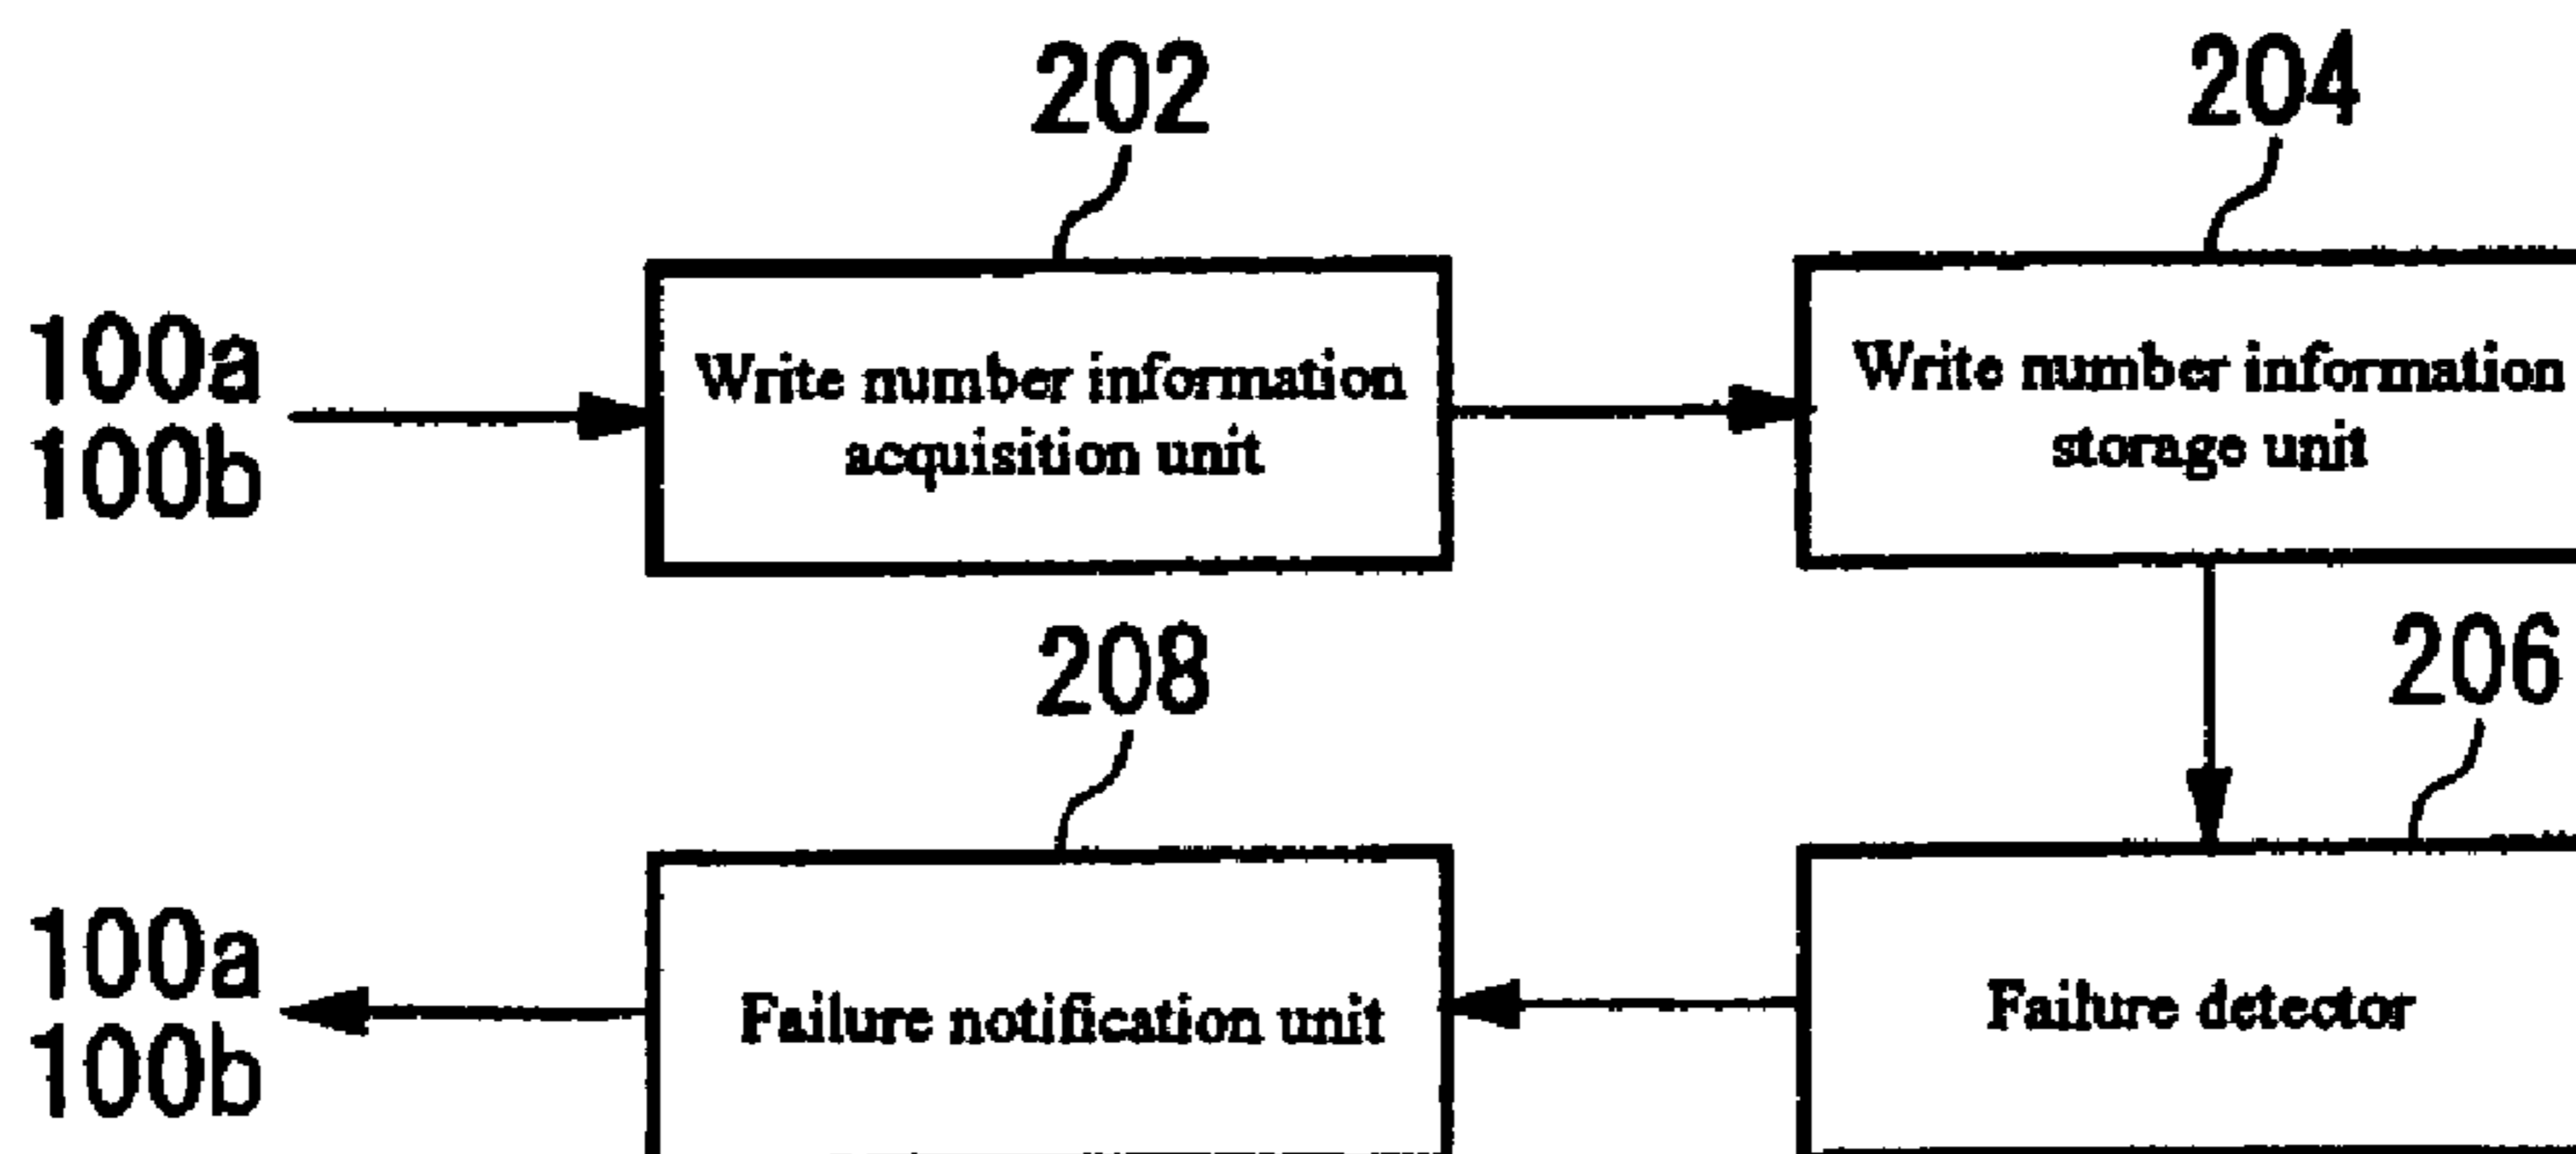 202
204
100a
100b
Write number information
acquisition unit
Write number information
storage unit
208
206
100a
100b
Failure notification unit
Failure detector